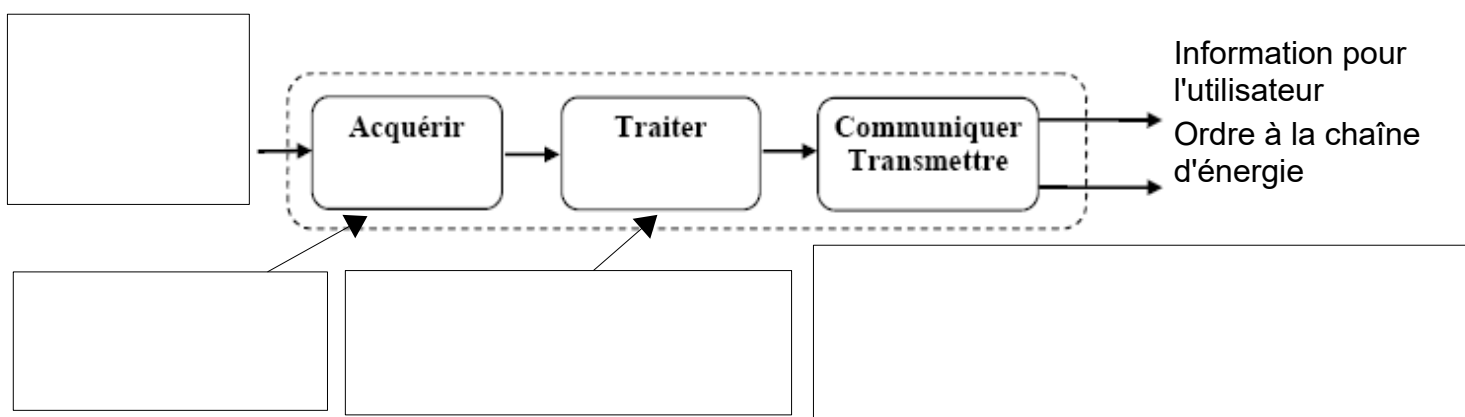 Acquérir
Traiter
Communiquer
Transmettre
Information pour
l'utilisateur
Ordre à la chaîne
d'énergie